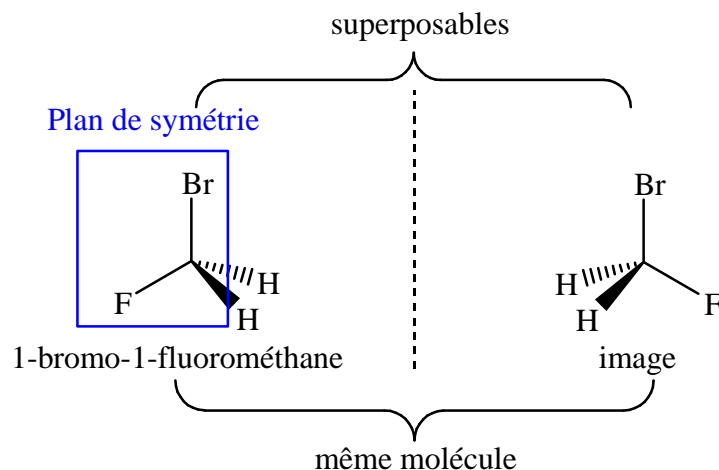 superposables
Plan de symétrie
Br
Br
H
H
F
H
H
F
1-bromo-1-fluorométhane
image
même molécule